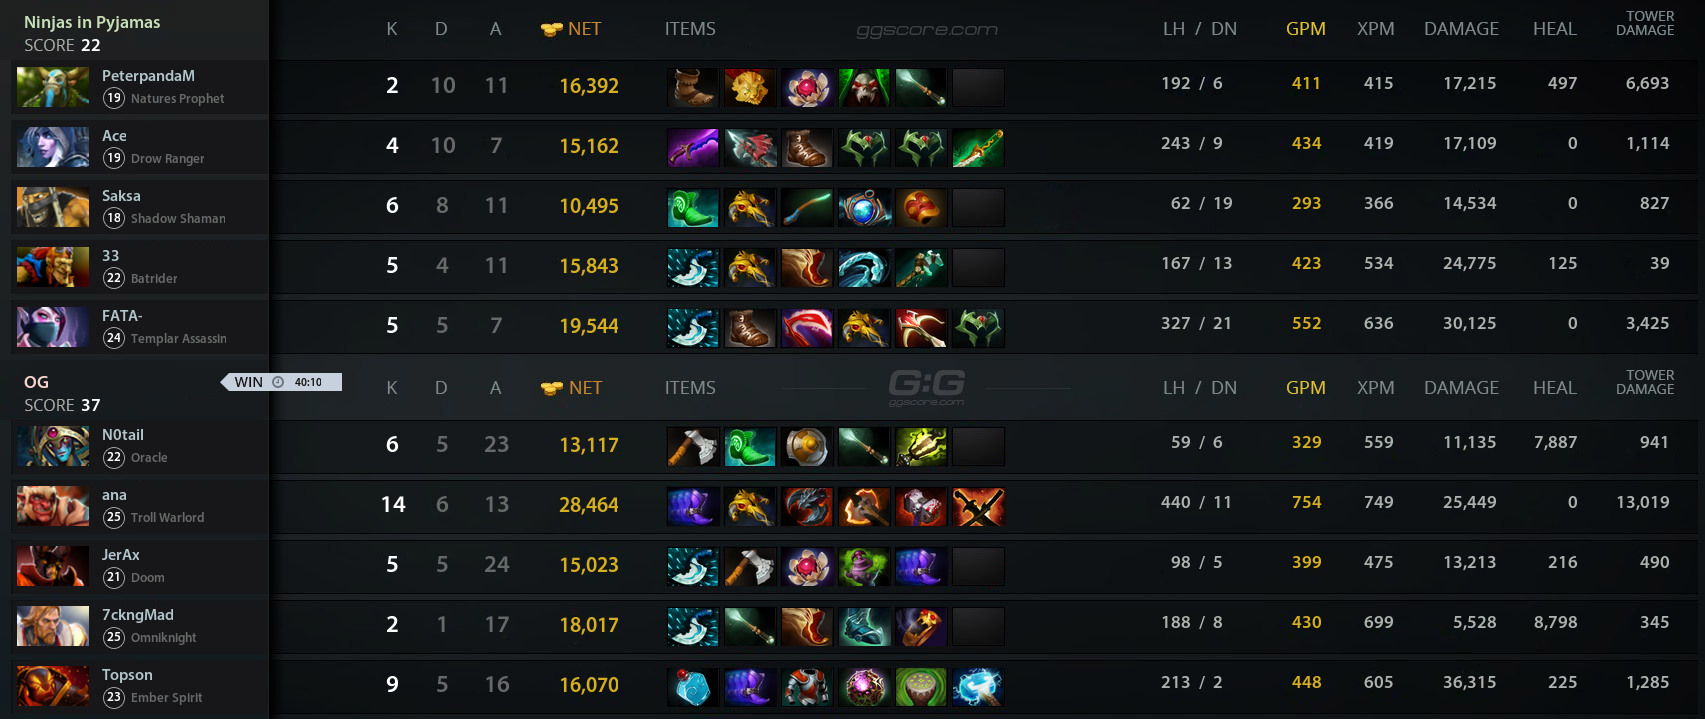 Ninjas in Pyjamas
SCORE 22
K D A NET ITEMS ggscore.com LH / DN GPM XPM DAMAGE HEAL TOWER DAMAGE
PeterpandaM
19 Natures Prophet
2 10 11 16,392 192 / 6 411 415 17,215 497 6,693
Ace
19 Drow Ranger
4 10 7 15,162 243 / 9 434 419 17,109 0 1,114
Saksa
18 Shadow Shaman
6 8 11 10,495 62 / 19 293 366 14,534 0 827
33
22 Batrider
5 4 11 15,843 167 / 13 423 534 24,775 125 39
FATA-
24 Templar Assassin
5 5 7 19,544 327 / 21 552 636 30,125 0 3,425
OG
WIN 40:10
SCORE 37
K D A NET ITEMS G:G ggscore.com LH / DN GPM XPM DAMAGE HEAL TOWER DAMAGE
N0tail
22 Oracle
6 5 23 13,117 59 / 6 329 559 11,135 7,887 941
ana
25 Troll Warlord
14 6 13 28,464 440 / 11 754 749 25,449 0 13,019
JerAx
21 Doom
5 5 24 15,023 98 / 5 399 475 13,213 216 490
7ckngMad
25 Omniknight
2 1 17 18,017 188 / 8 430 699 5,528 8,798 345
Topson
23 Ember Spirit
9 5 16 16,070 213 / 2 448 605 36,315 225 1,285